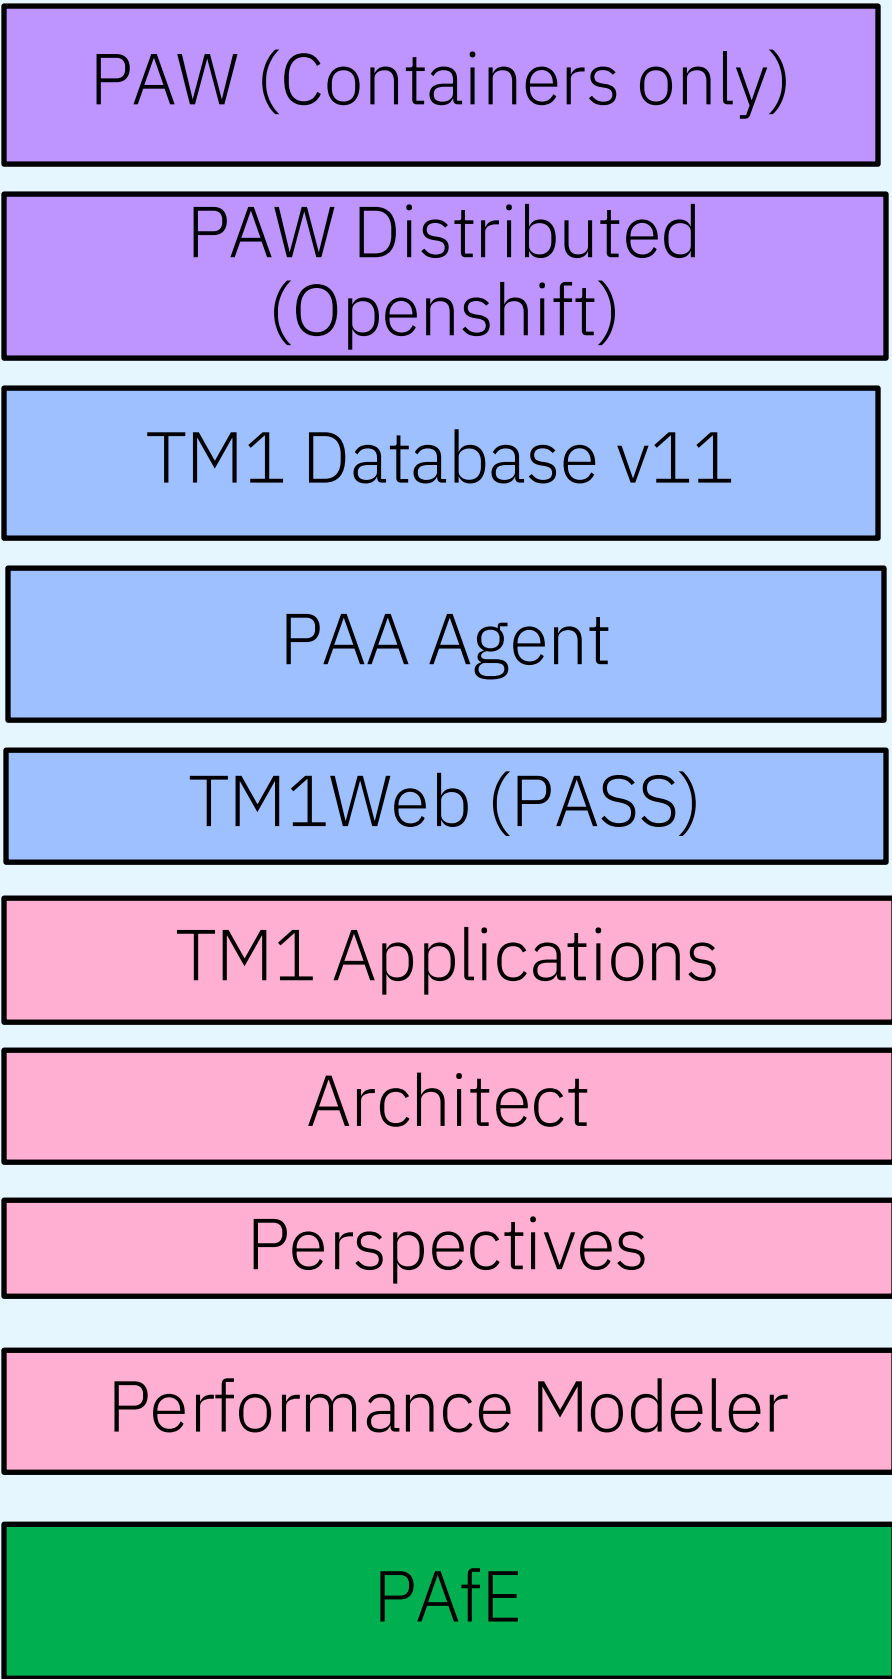 PAW (Containers only)
PAW Distributed
(Openshift)
TM1 Database v11
PAA Agent
TM1Web (PASS)
TM1 Applications
Architect
Perspectives
Performance Modeler
PAfE